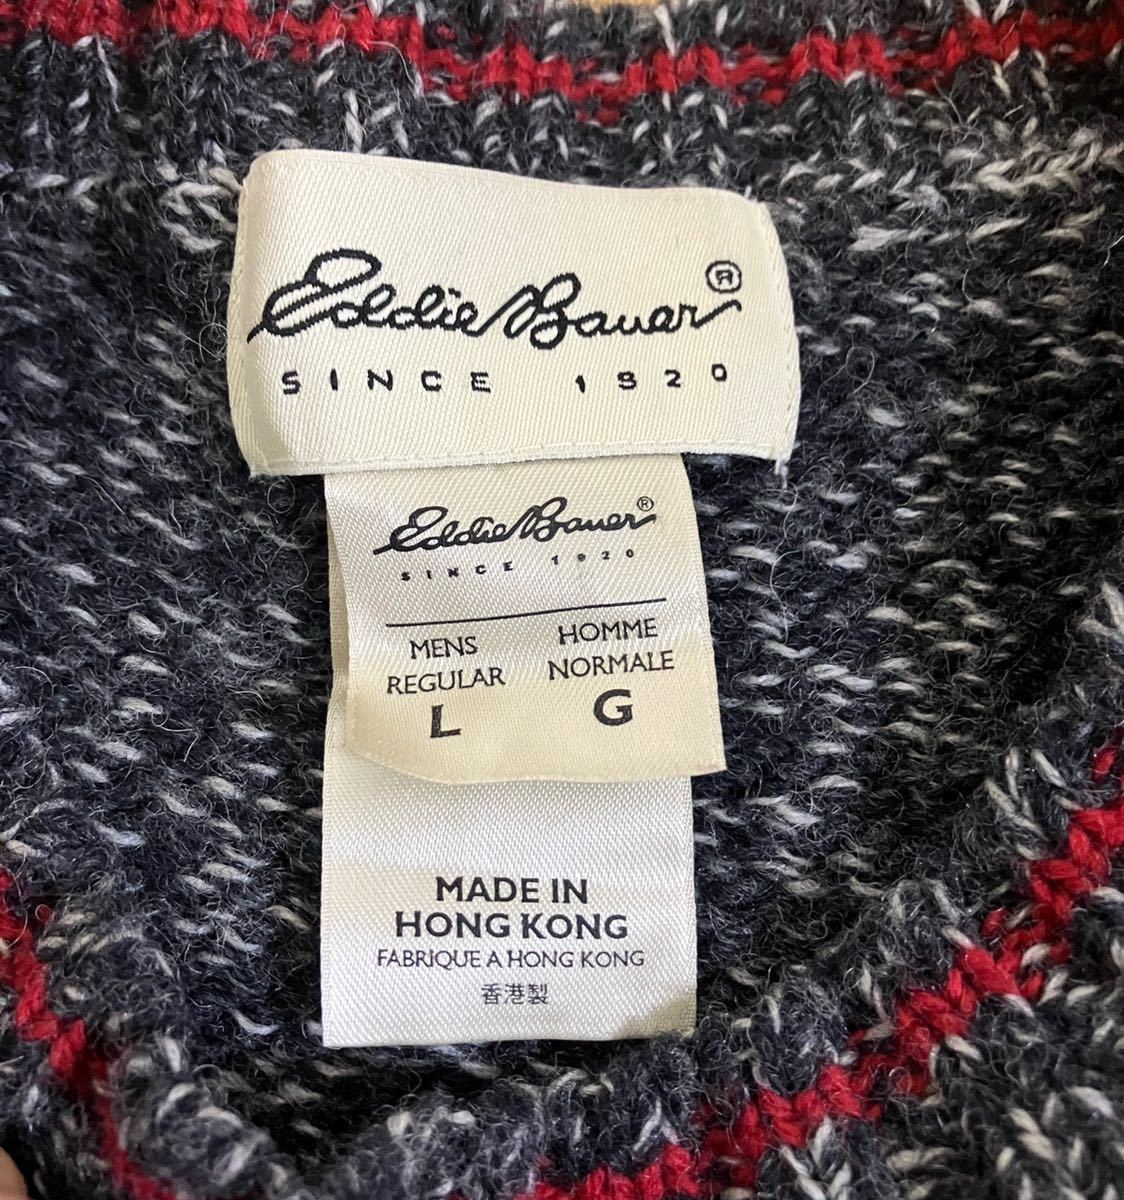 Eddie Bauer®
SINCE 1920
Eddie Bauer®
SINCE 1920
MENS HOMME
REGULAR NORMALE
L G
MADE IN
HONG KONG
FABRIQUE A HONG KONG
香港製